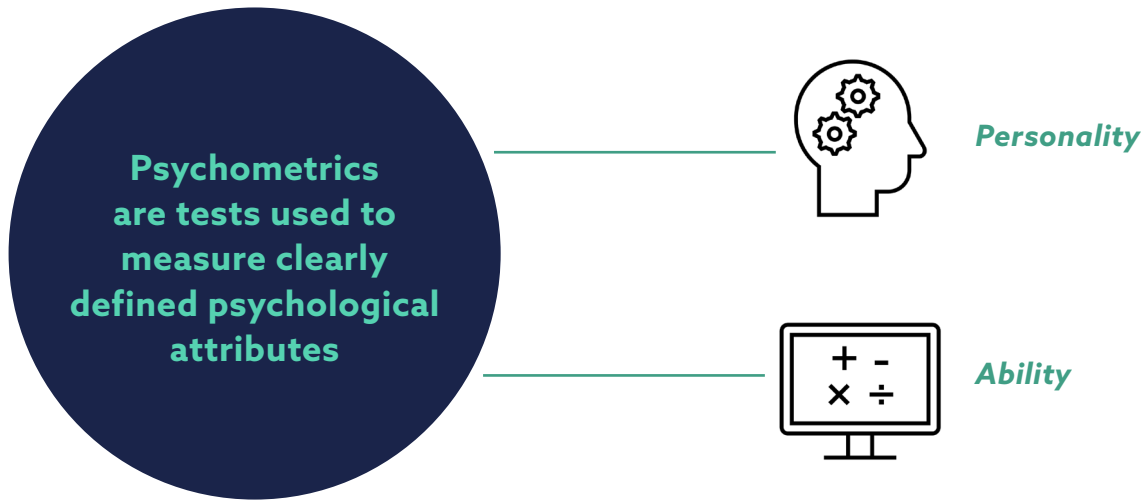 Psychometrics
are tests used to
measure clearly
defined psychological
attributes
Personality
+ -
× ÷
Ability